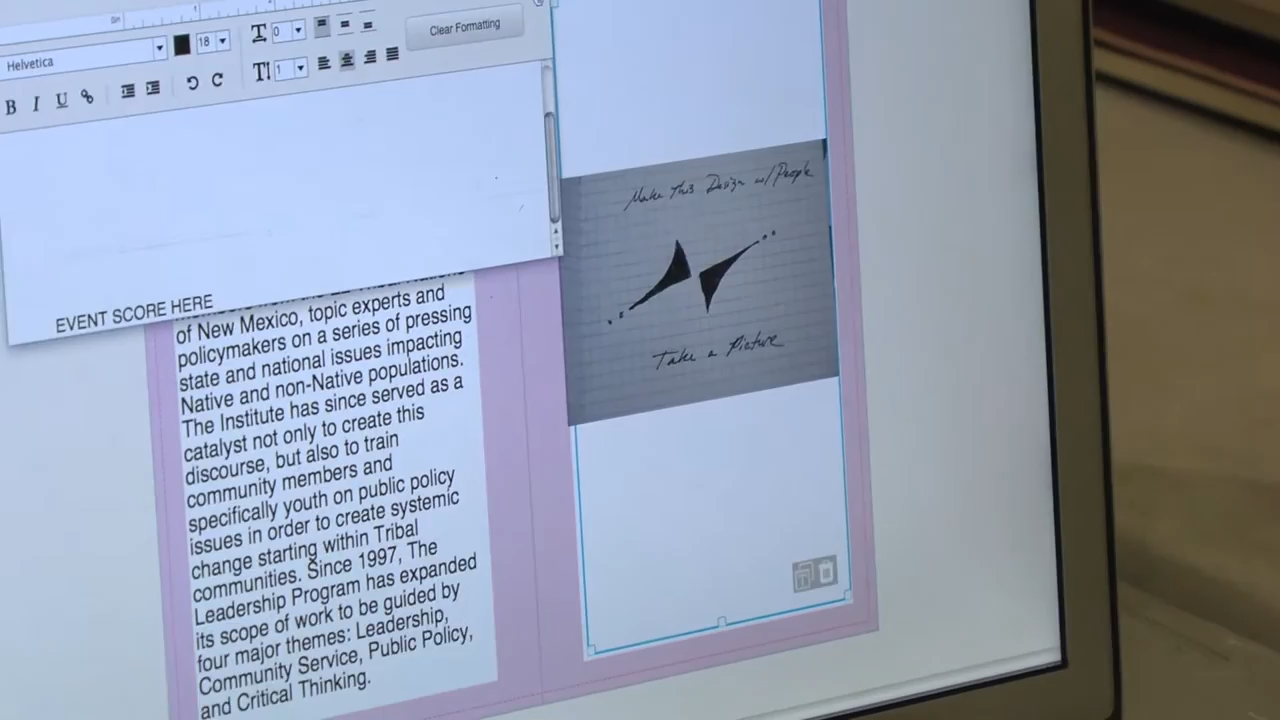 Helvetica
18
0
Clear Formatting
B I U
1
EVENT SCORE HERE
of New Mexico, topic experts and
policymakers on a series of pressing
state and national issues impacting
Native and non-Native populations.
The Institute has since served as a
catalyst not only to create this
discourse, but also to train
community members and
specifically youth on public policy
issues in order to create systemic
change starting within Tribal
communities. Since 1997, The
Leadership Program has expanded
its scope of work to be guided by
four major themes: Leadership,
Community Service, Public Policy,
and Critical Thinking.
Make This Design w/People
Take a Picture